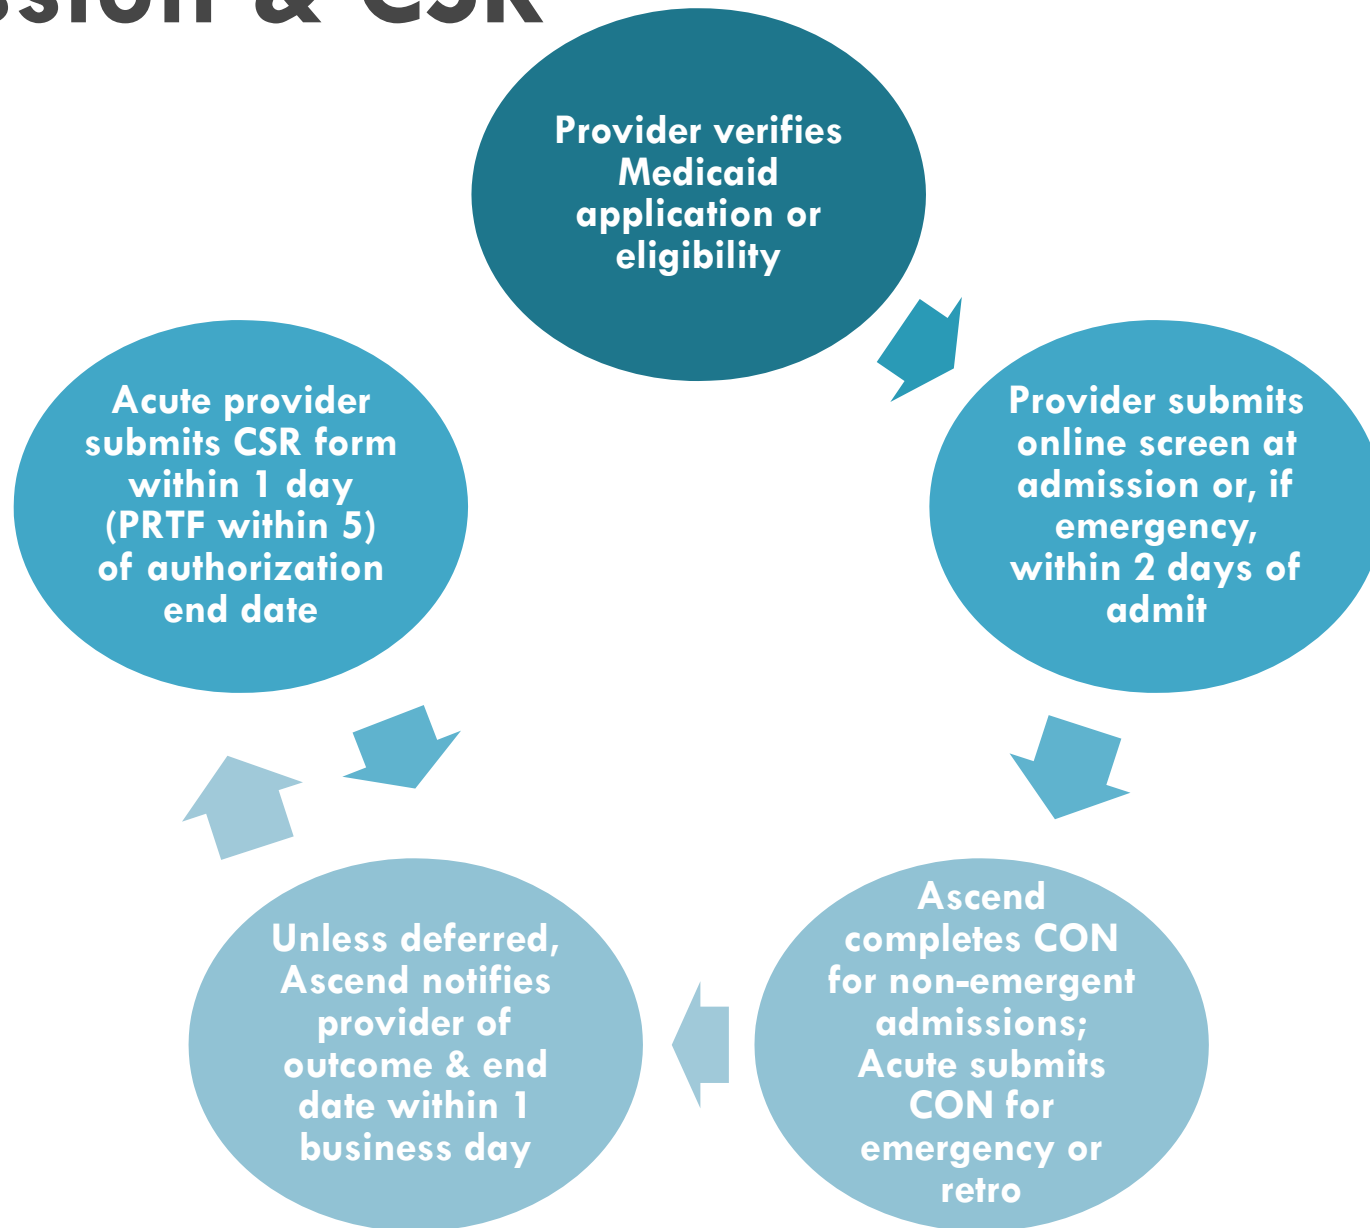 & CSR
Provider verifies
Medicaid
application or
eligibility
Provider submits
online screen at
admission or, if
emergency,
within 2 days of
admit
Ascend
completes CON
for non-emergent
admissions;
Acute submits
CON for
emergency or
retro
Unless deferred,
Ascend notifies
provider of
outcome & end
date within 1
business day
Acute provider
submits CSR form
within 1 day
(PRTF within 5)
of authorization
end date